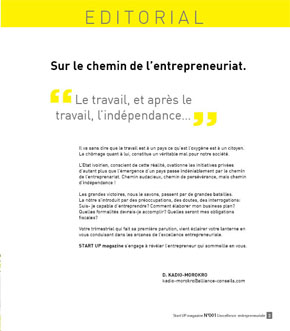 EDITORIAL
Sur le chemin de l'entrepreneuriat.
“ Le travail, et après le
travail, l'indépendance... ”
Il va sans dire que le travail est à un pays ce qu'est l'oxygène est à un citoyen.
Le chômage quant à lui, constitue un véritable mal pour notre société.
L'Etat ivoirien, conscient de cette réalité, ovationne les initiatives privées
d'autant plus que l'émergence d'un pays passe indéniablement par le chemin
de l'entreprenariat. Chemin audacieux, chemin de persévérance, mais chemin
d'indépendance !
Les grandes victoires, nous le savons, passent par de grandes batailles.
La nôtre s'introduit par des préoccupations, des doutes, des interrogations:
Suis-je capable d'entreprendre? Comment élaborer mon business plan?
Quelles formalités devrais-je accomplir? Quelles seront mes obligations
fiscales?
Votre trimestriel qui fait sa première parution, vient éclairer votre lanterne en
vous conduisant dans les arcanes de l'excellence entrepreneuriale.
START UP magazine s'engage à révéler l'entrepreneur qui sommeille en vous.
D. KADIO-MOROKRO
kadio-morokro@alliance-conseils.com
Start UP magazine N°001 L'excellence entrepreneuriale